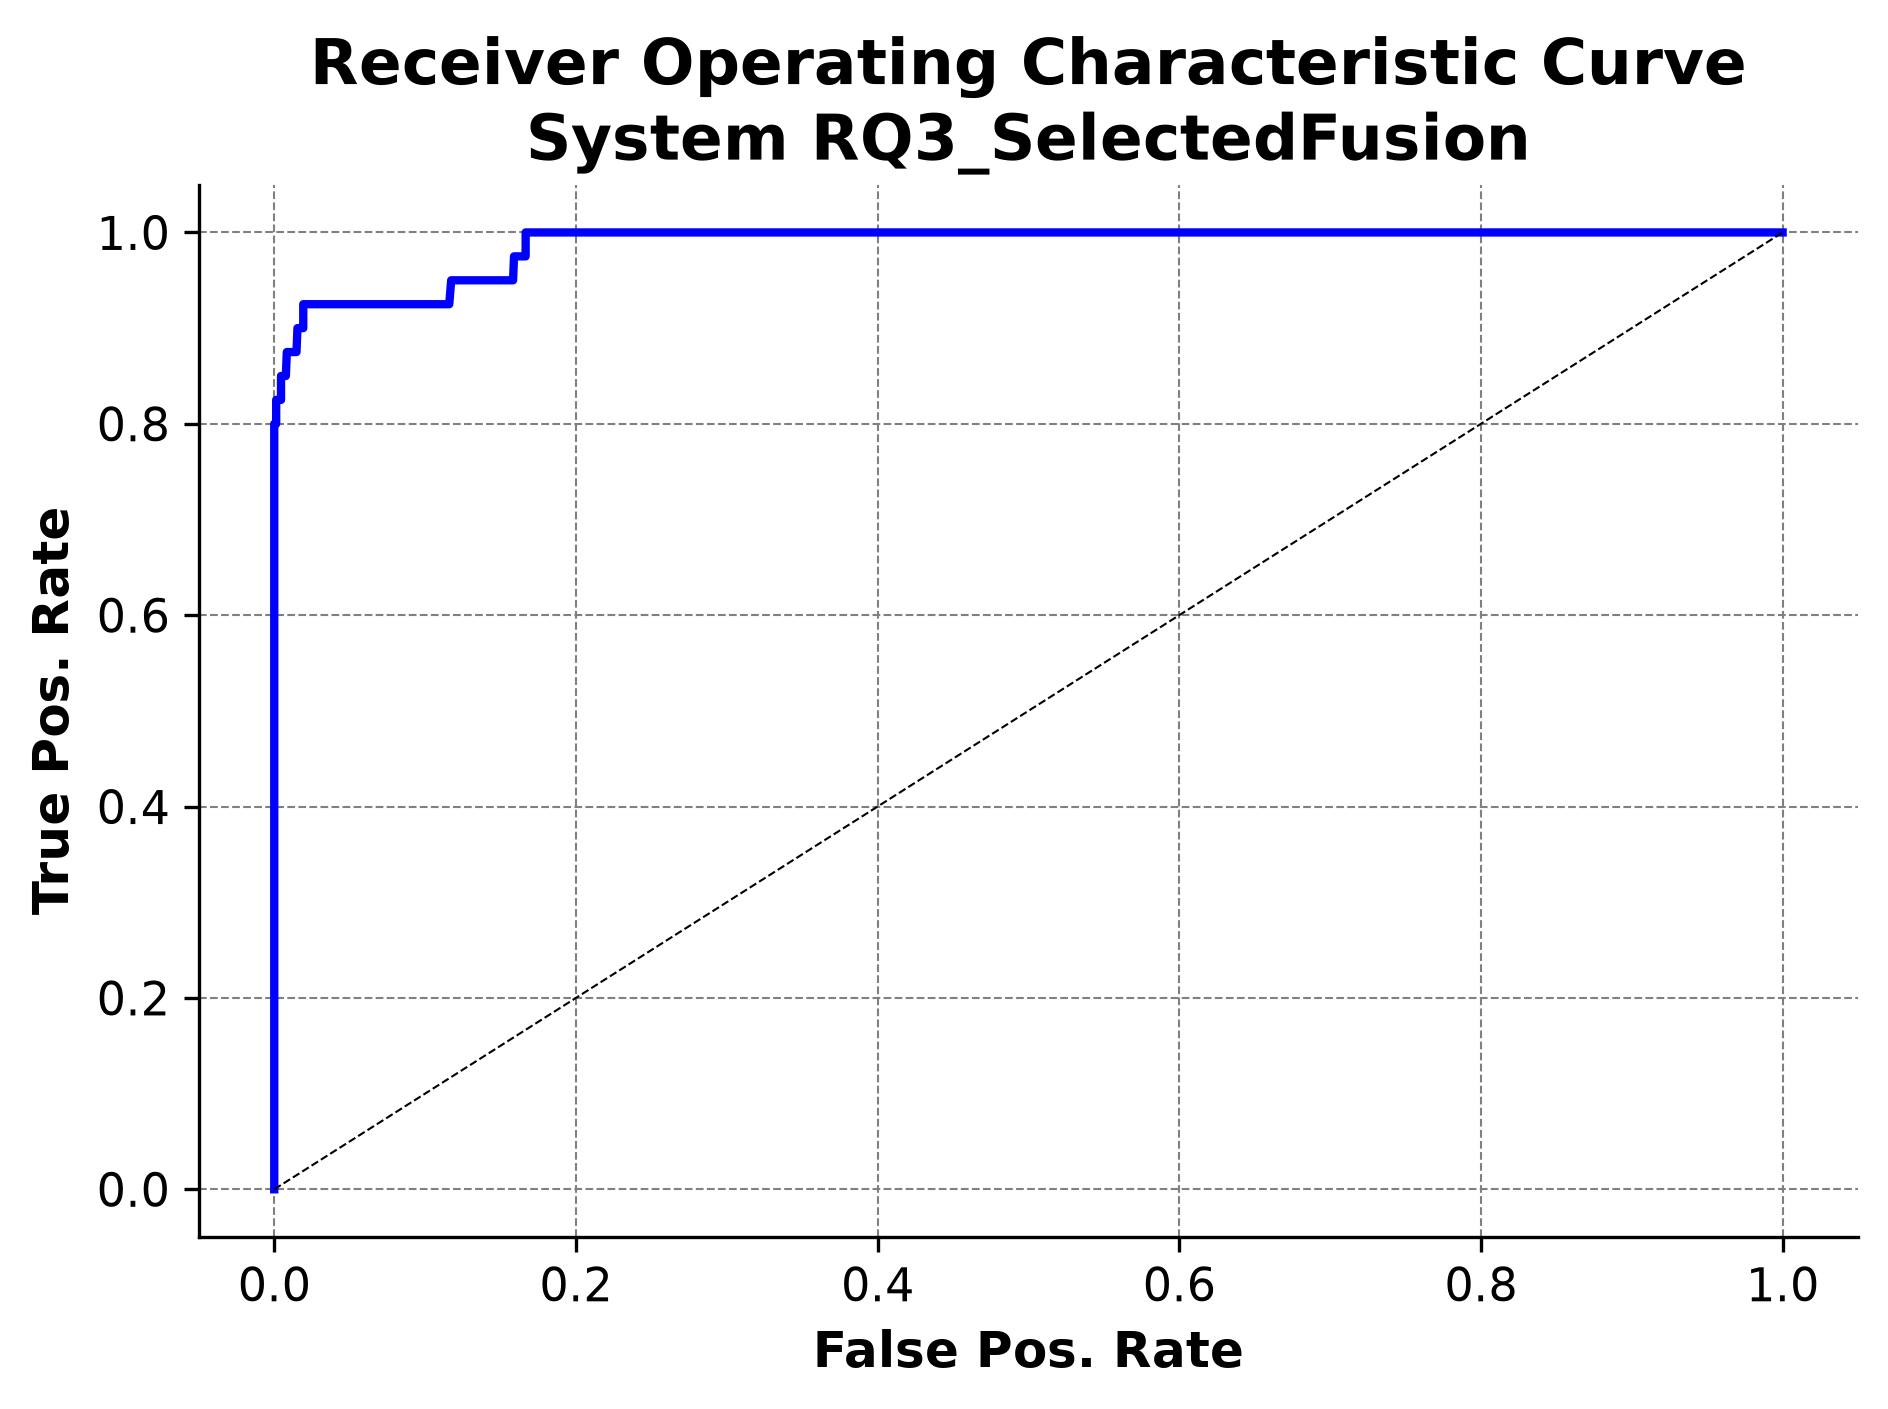 Receiver Operating Characteristic Curve
System RQ3_SelectedFusion
True Pos. Rate
1.0
0.8
0.6
0.4
0.2
0.0
0.0 0.2 0.4 0.6 0.8 1.0
False Pos. Rate